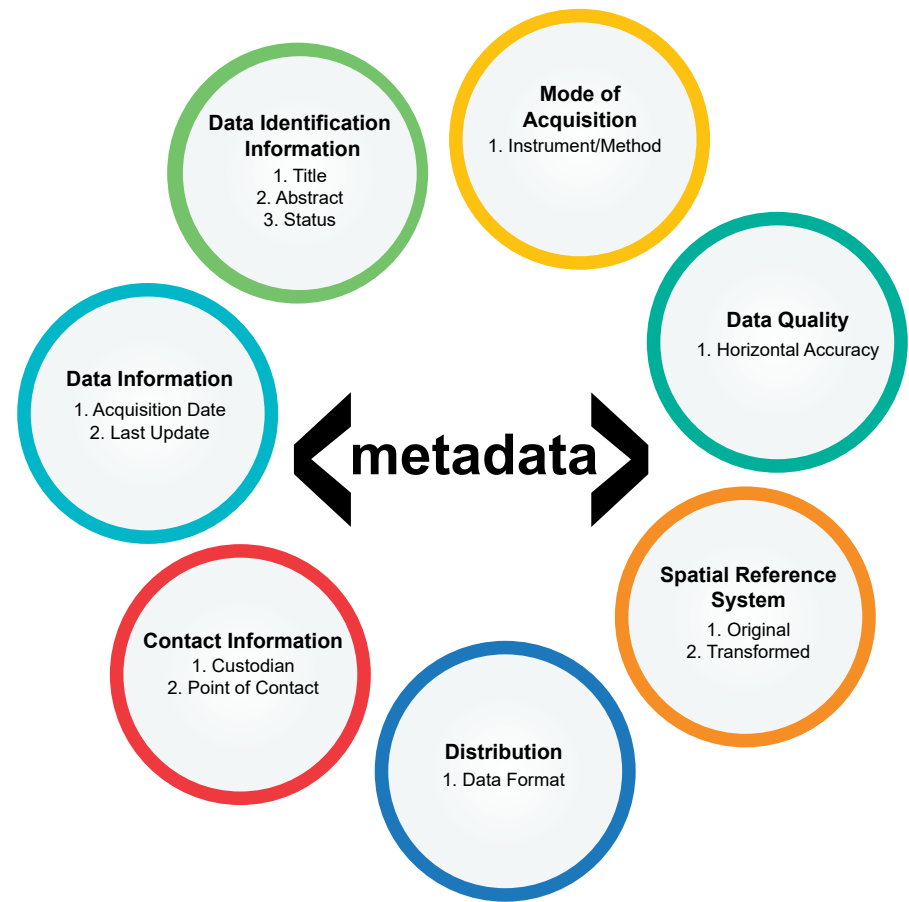 Mode of
Acquisition
1. Instrument/Method
Data Identification
Information
1. Title
2. Abstract
3. Status
Data Quality
1. Horizontal Accuracy
Data Information
1. Acquisition Date
2. Last Update
<metadata>
Spatial Reference
System
1. Original
2. Transformed
Contact Information
1. Custodian
2. Point of Contact
Distribution
1. Data Format